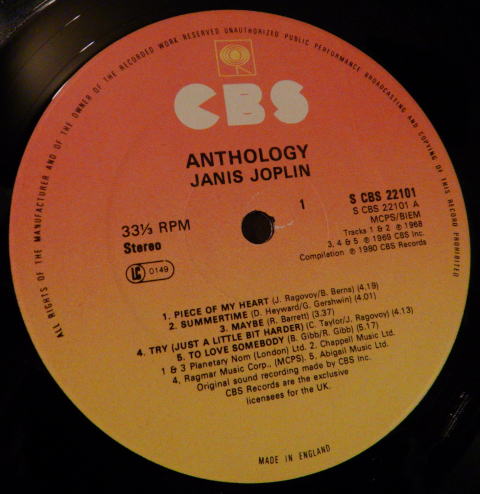 ALL RIGHTS OF THE MANUFACTURER AND OF THE OWNER OF THE RECORDED WORK RESERVED UNAUTHORIZED PUBLIC PERFORMANCE BROADCASTING AND COPYING OF THIS RECORD PROHIBITED
CBS
ANTHOLOGY
JANIS JOPLIN
33⅓ RPM
Stereo
LC 0149
1
S CBS 22101
S CBS 22101 A
MCPS/BIEM
Tracks 1 & 2 ℗ 1968
3, 4 & 5 ℗ 1969 CBS Inc.
Compilation ℗ 1980 CBS Records
1. PIECE OF MY HEART (J. Ragovoy/B. Berns) (4.19)
2. SUMMERTIME (D. Heyward/G. Gershwin) (4.01)
3. MAYBE (R. Barrett) (3.37)
4. TRY (JUST A LITTLE BIT HARDER) (C. Taylor/J. Ragovoy) (4.13)
5. TO LOVE SOMEBODY (B. Gibb/R. Gibb) (5.17)
1 & 3 Planetary Nom (London) Ltd. 2. Chappell Music Ltd.
4, Ragmar Music Corp., (MCPS). 5, Abigail Music Ltd.
Original sound recording made by CBS Inc.
CBS Records are the exclusive
licensees for the UK.
MADE IN ENGLAND